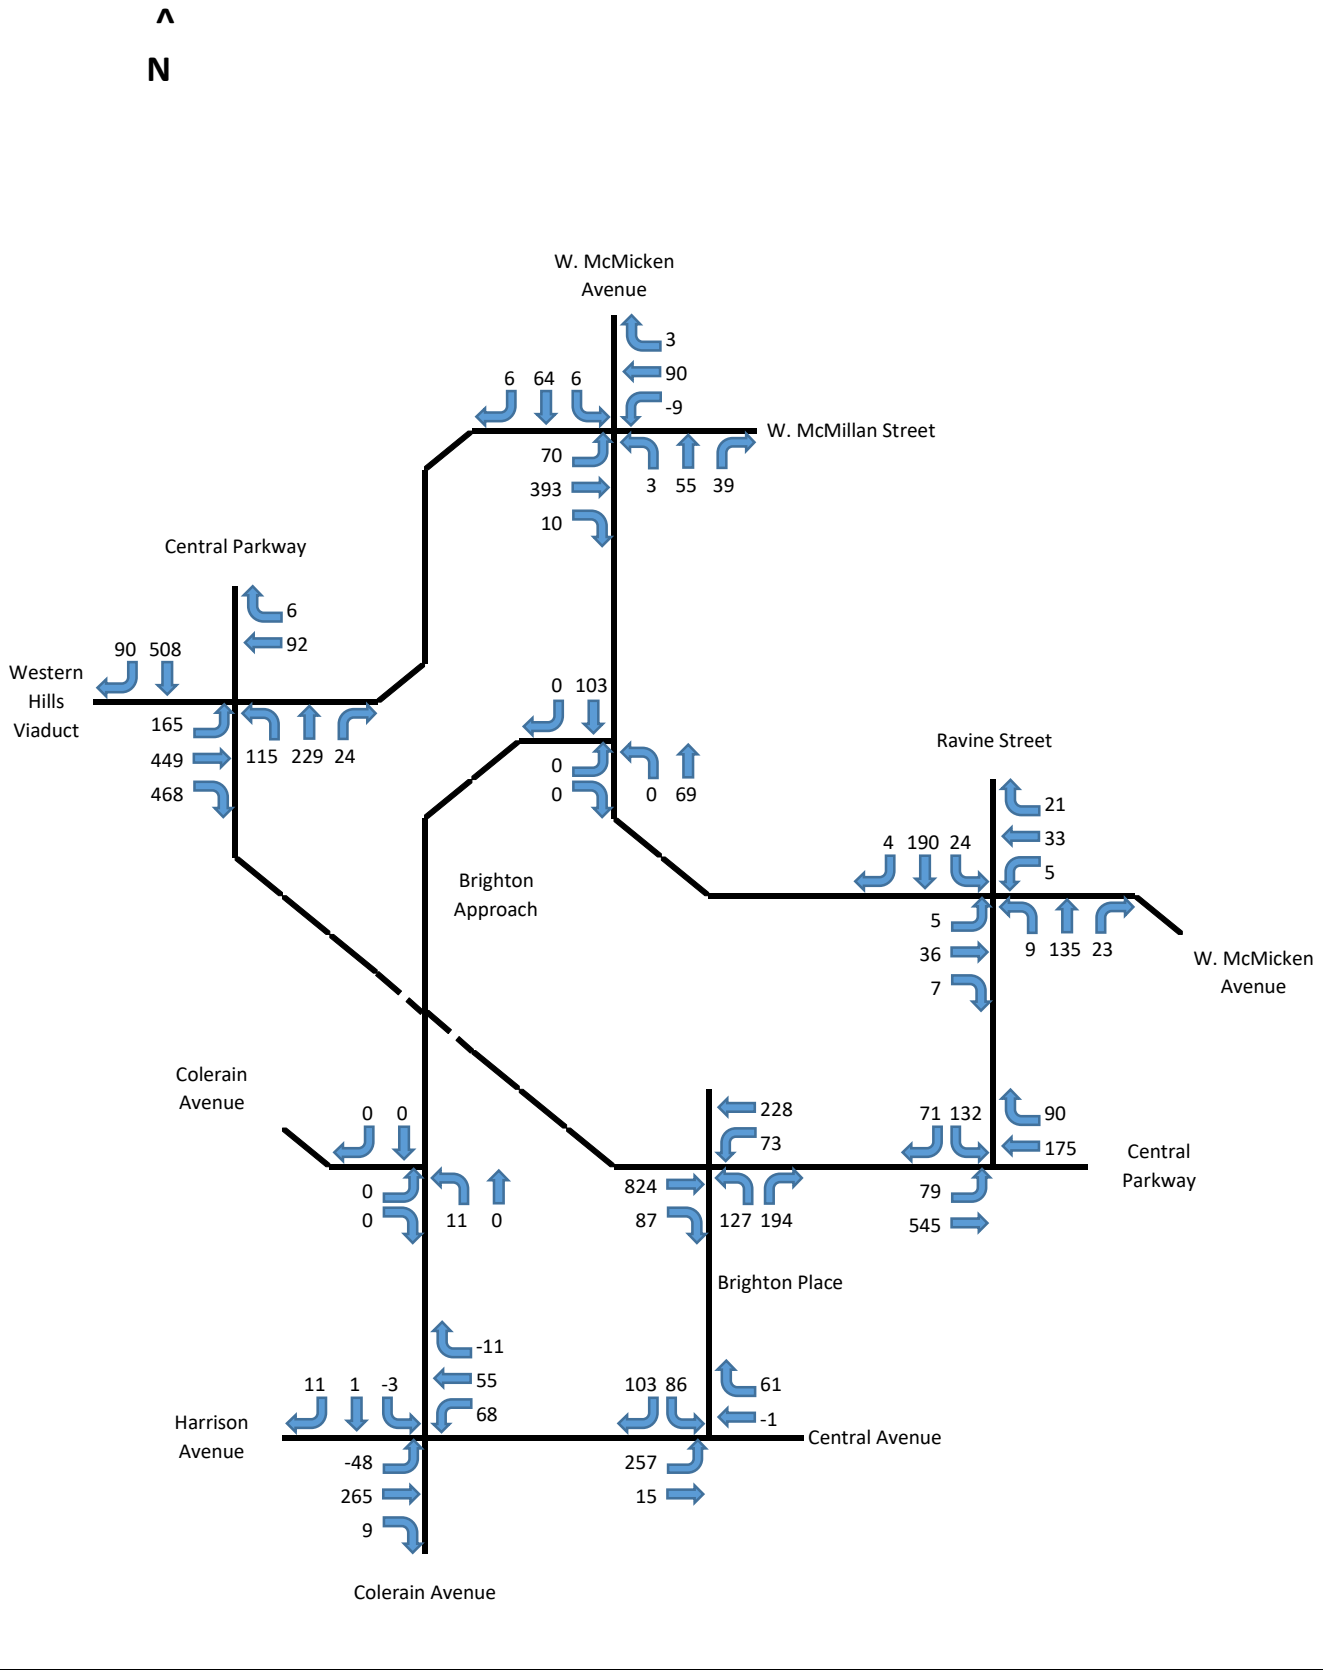 ^
N
W. McMicken
Avenue
3
90
-9
6 64 6
W. McMillan Street
70
393
10
3 55 39
Central Parkway
6
92
90 508
Western
Hills
Viaduct
165
449
468
115 229 24
0 103
0
0
0 69
Ravine Street
21
33
5
4 190 24
5
36
7
9 135 23
W. McMicken
Avenue
Brighton
Approach
Colerain
Avenue
0 0
0
0
11 0
228
73
824
87
127 194
71 132
90
175
Central
Parkway
79
545
Brighton Place
-11
55
68
11 1 -3
Harrison
Avenue
-48
265
9
103 86
61
-1
Central Avenue
257
15
Colerain Avenue